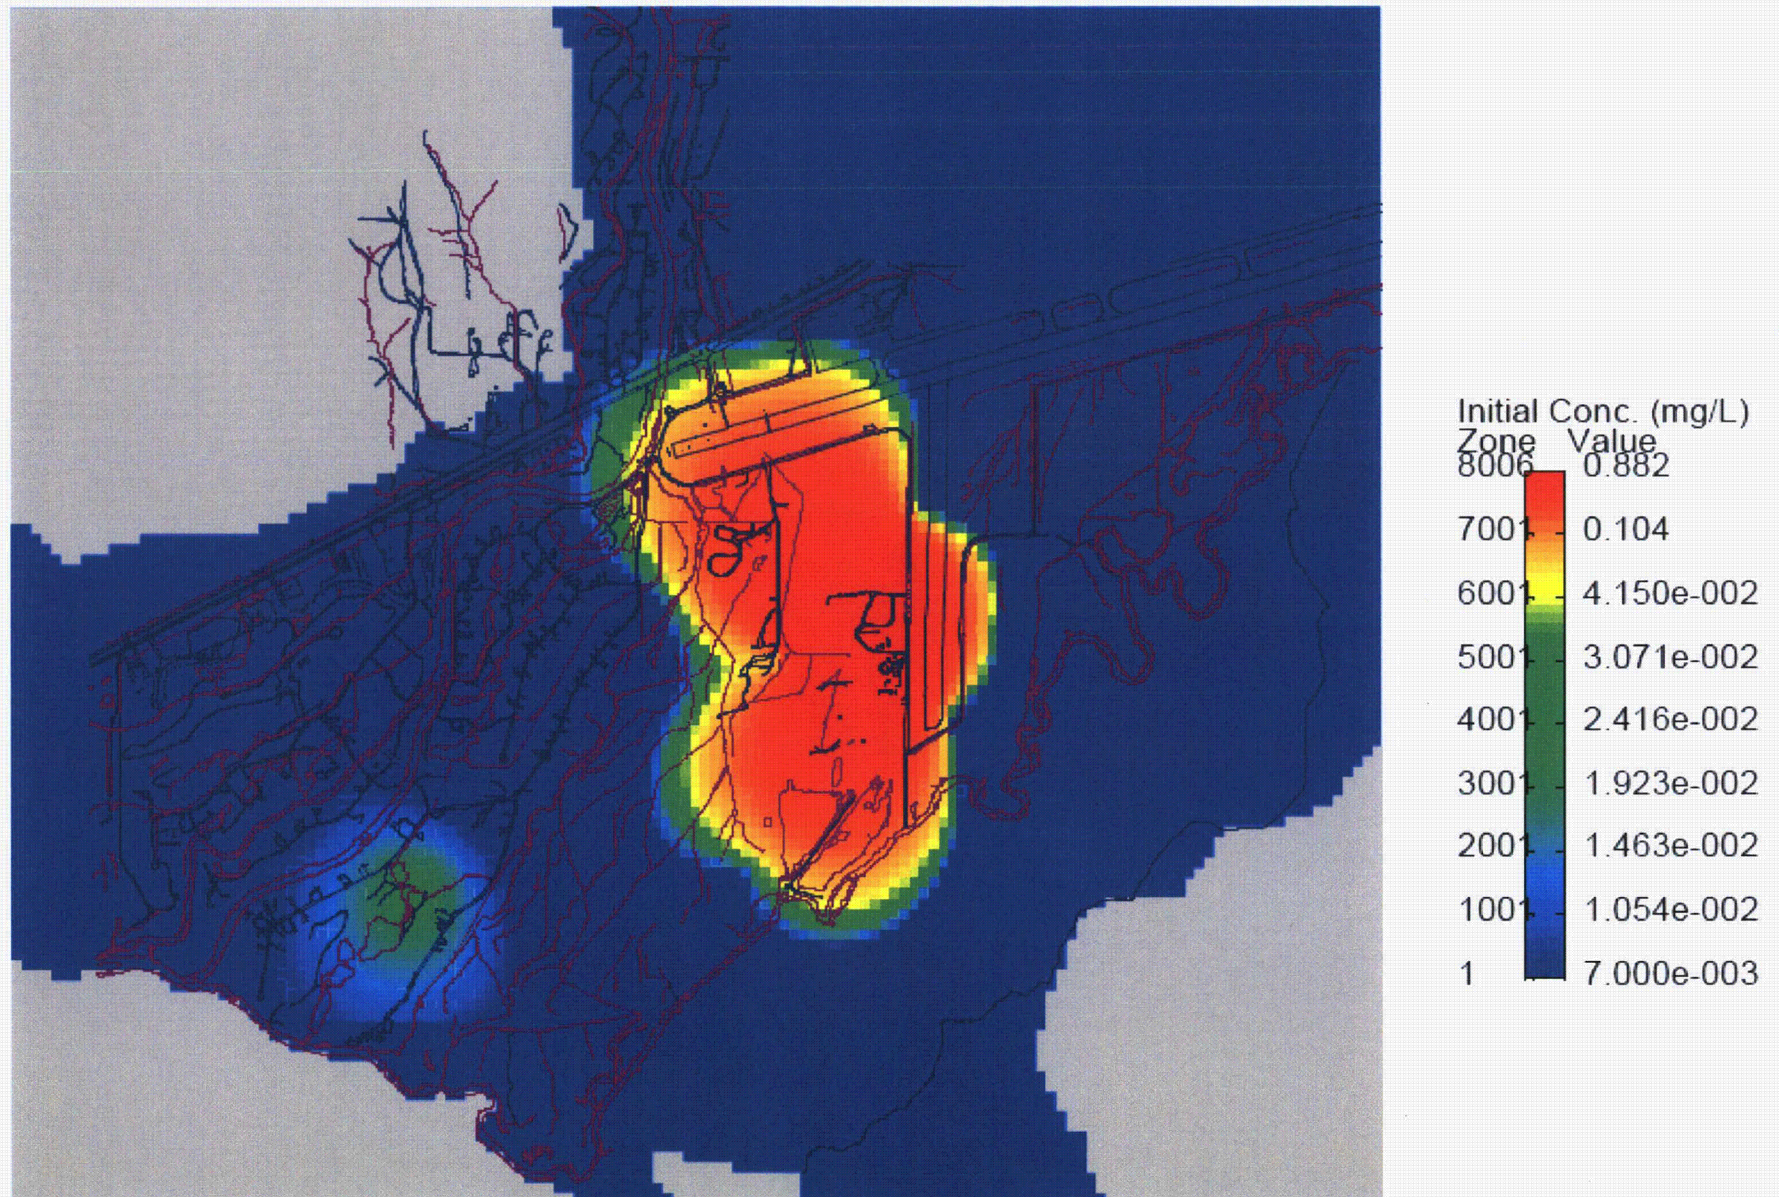 Initial Conc. (mg/L)
Zone Value
8006 0.882
7001 0.104
6001 4.150e-002
5001 3.071e-002
4001 2.416e-002
3001 1.923e-002
2001 1.463e-002
1001 1.054e-002
1 7.000e-003